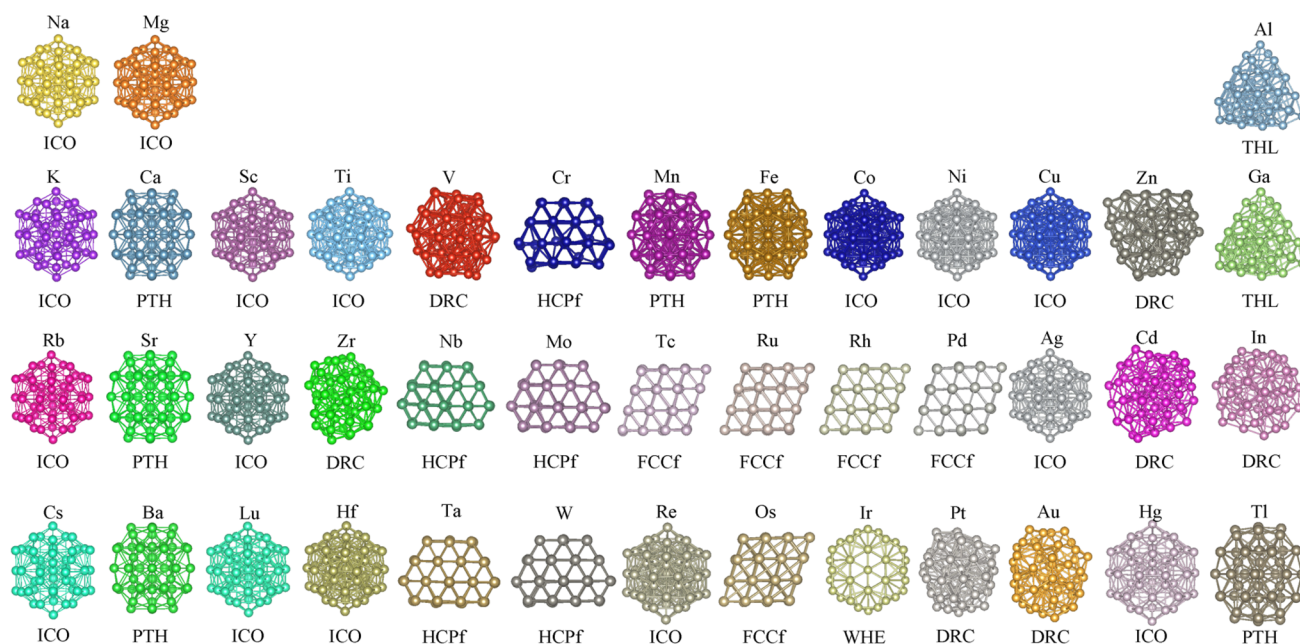 Na Mg Al
ICO ICO THL
K Ca Sc Ti V Cr Mn Fe Co Ni Cu Zn Ga
ICO PTH ICO ICO DRC HCPf PTH PTH ICO ICO ICO DRC THL
Rb Sr Y Zr Nb Mo Tc Ru Rh Pd Ag Cd In
ICO PTH ICO DRC HCPf HCPf FCCf FCCf FCCf FCCf ICO DRC DRC
Cs Ba Lu Hf Ta W Re Os Ir Pt Au Hg Tl
ICO PTH ICO ICO HCPf HCPf ICO FCCf WHE DRC DRC ICO PTH